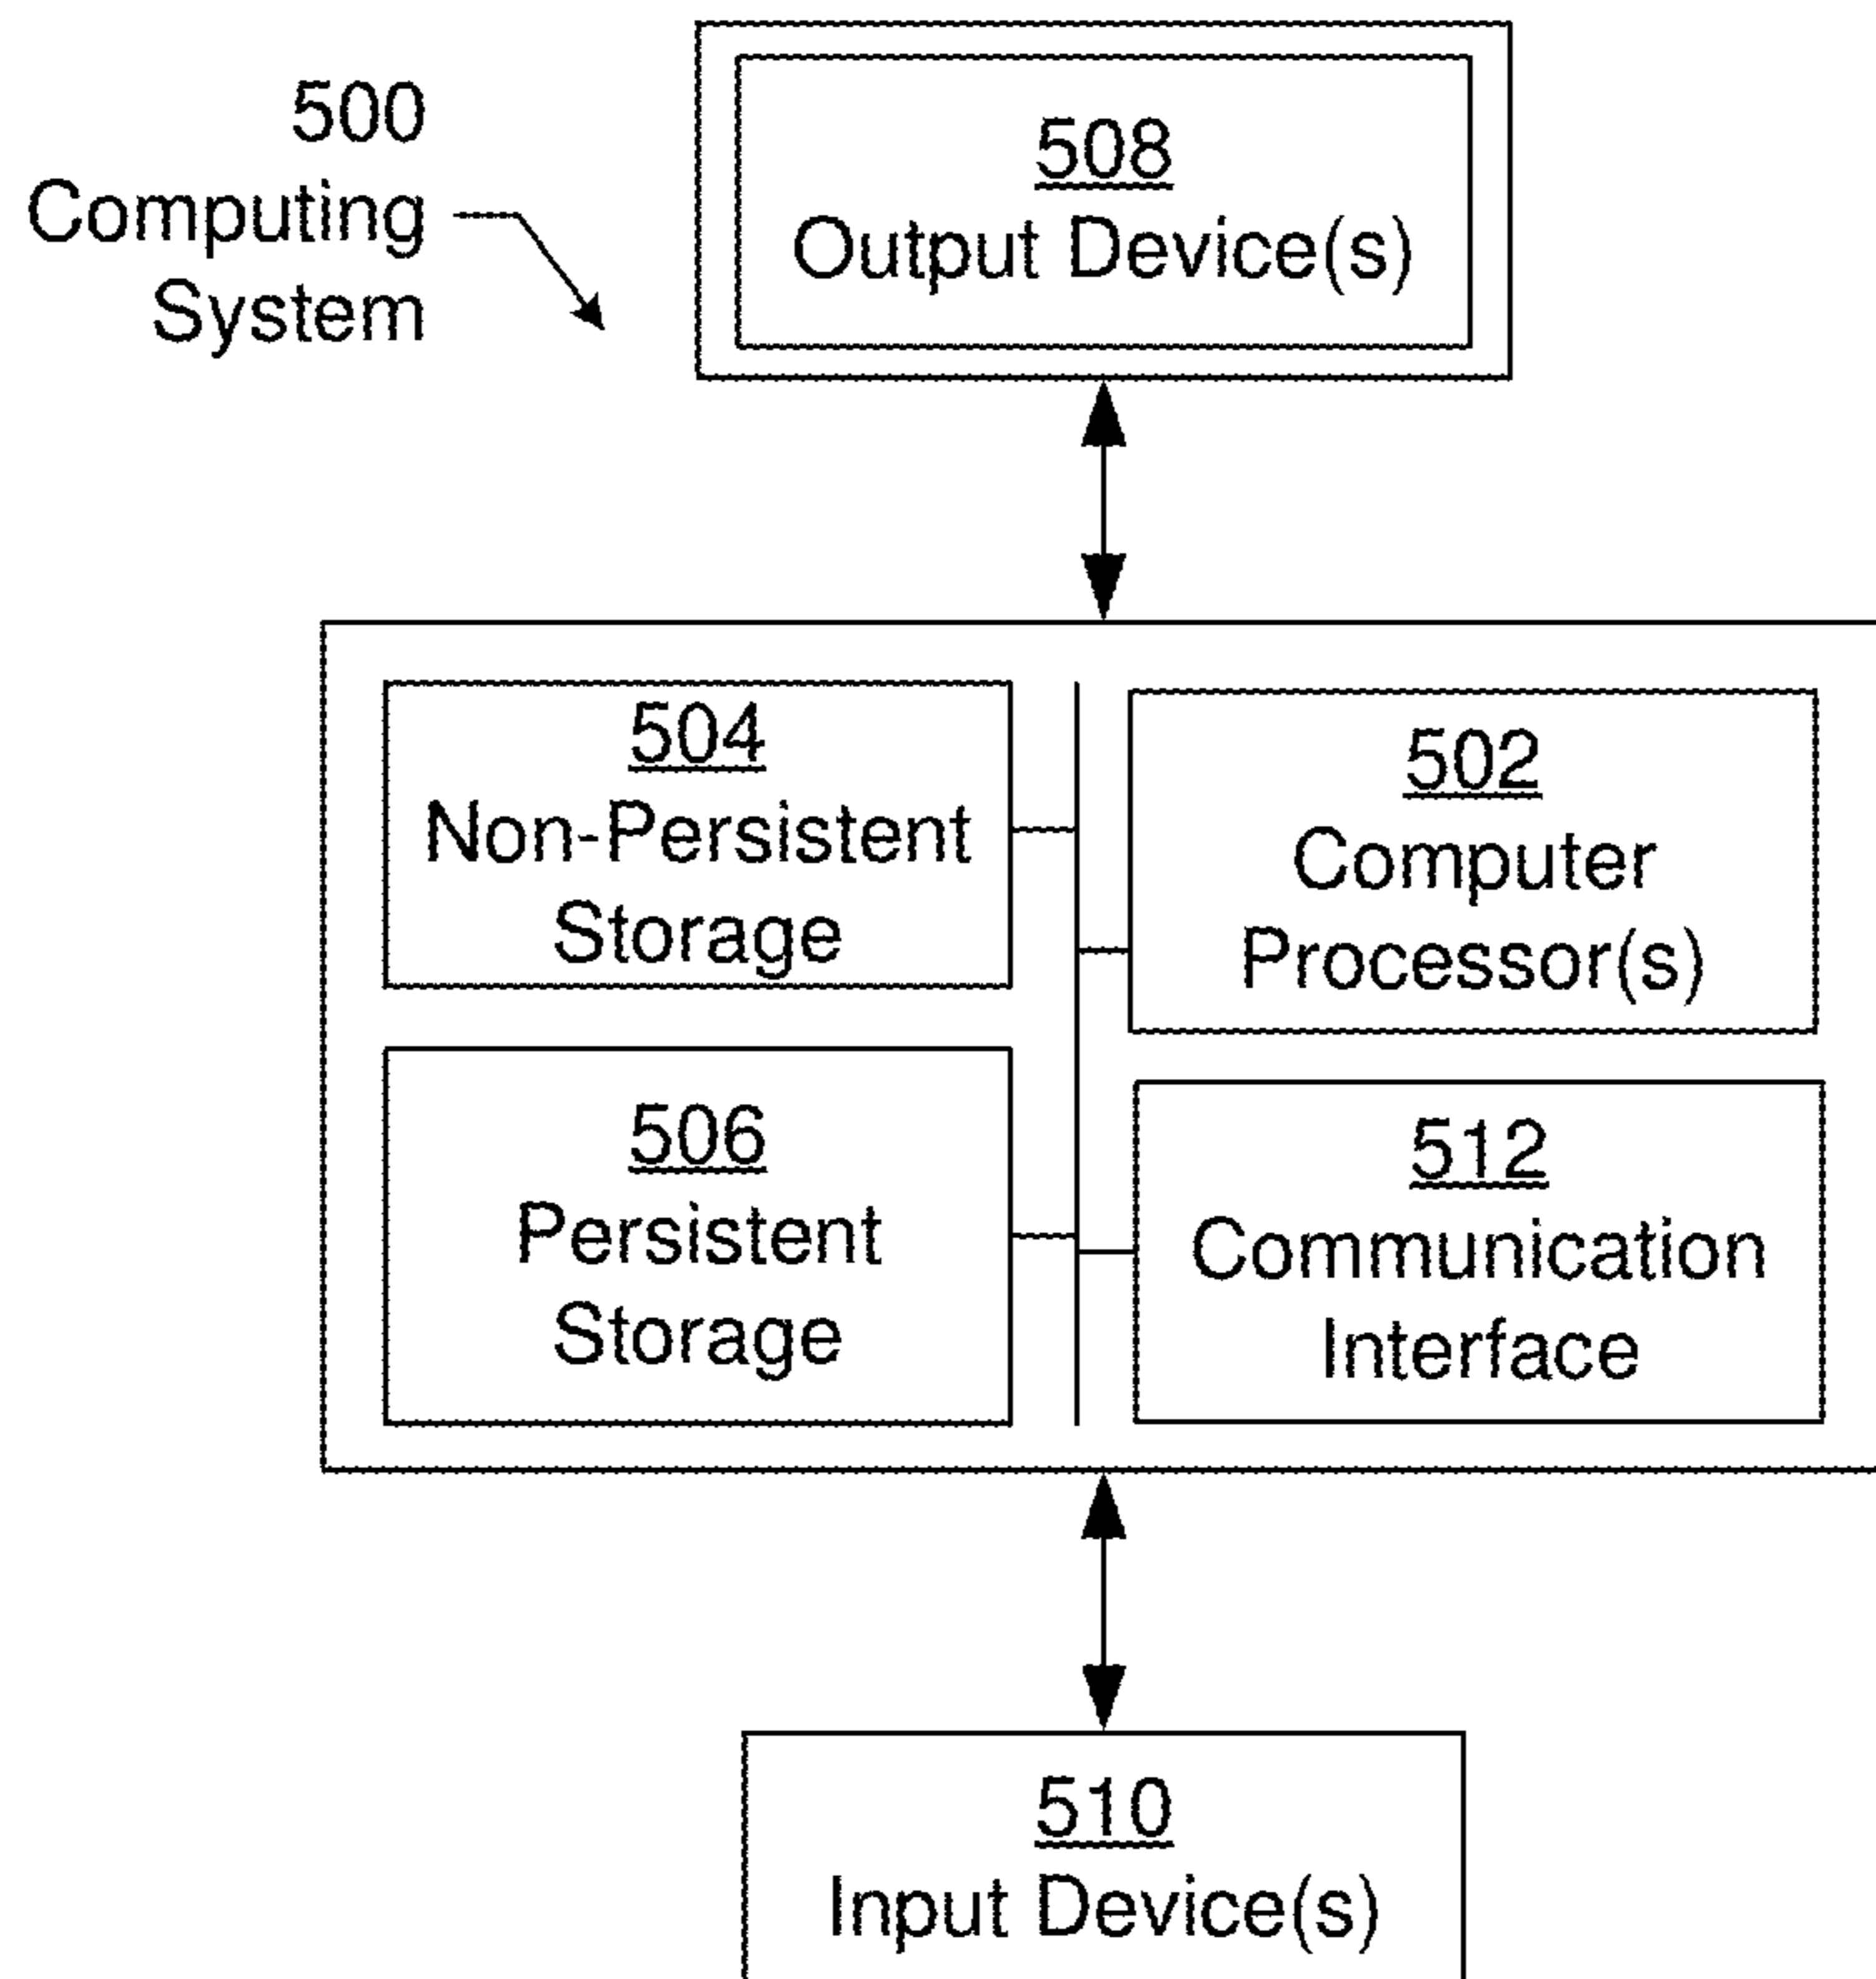 500
Computing
System
508
Output Device(s)
504
Non-Persistent
Storage
502
Computer
Processor(s)
506
Persistent
Storage
512
Communication
Interface
510
Input Device(s)